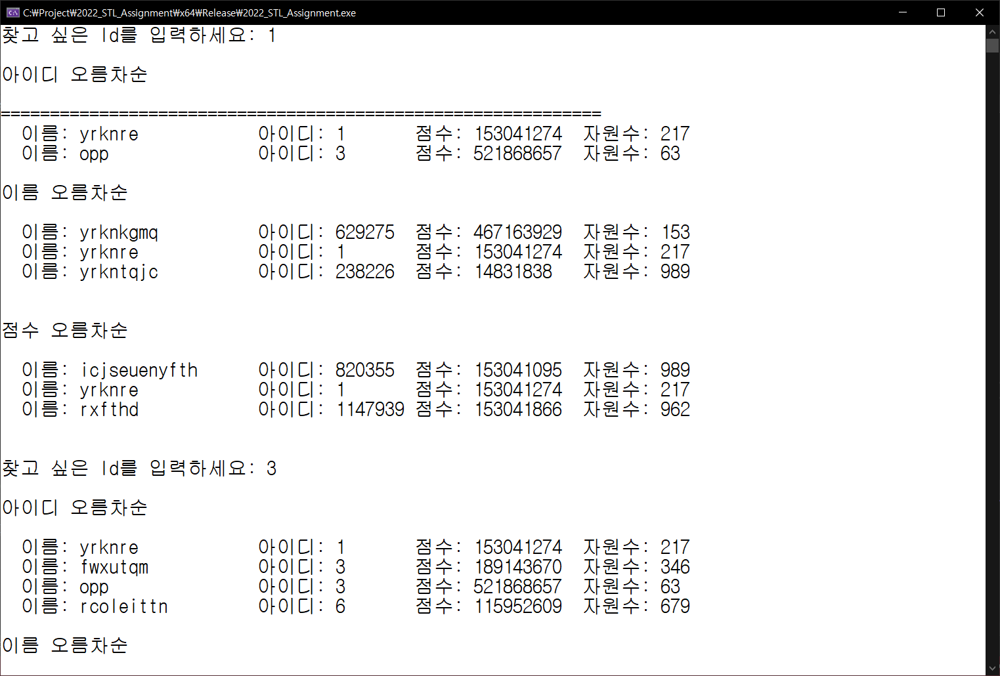 C:\Project\2022_STL_Assignment\x64\Release\2022_STL_Assignment.exe
찾고 싶은 Id를 입력하세요: 1
아이디 오름차순
=============================================================
이름: yrknre 아이디: 1 점수: 153041274 자원수: 217
이름: opp 아이디: 3 점수: 521868657 자원수: 63
이름 오름차순
이름: yrknkgmq 아이디: 629275 점수: 467163929 자원수: 153
이름: yrknre 아이디: 1 점수: 153041274 자원수: 217
이름: yrkntqjc 아이디: 238226 점수: 14831838 자원수: 989
점수 오름차순
이름: icjseuenyfth 아이디: 820355 점수: 153041095 자원수: 989
이름: yrknre 아이디: 1 점수: 153041274 자원수: 217
이름: rxfthd 아이디: 1147939 점수: 153041866 자원수: 962
찾고 싶은 Id를 입력하세요: 3
아이디 오름차순
이름: yrknre 아이디: 1 점수: 153041274 자원수: 217
이름: fwxutqm 아이디: 3 점수: 189143670 자원수: 346
이름: opp 아이디: 3 점수: 521868657 자원수: 63
이름: rcoleittn 아이디: 6 점수: 115952609 자원수: 679
이름 오름차순